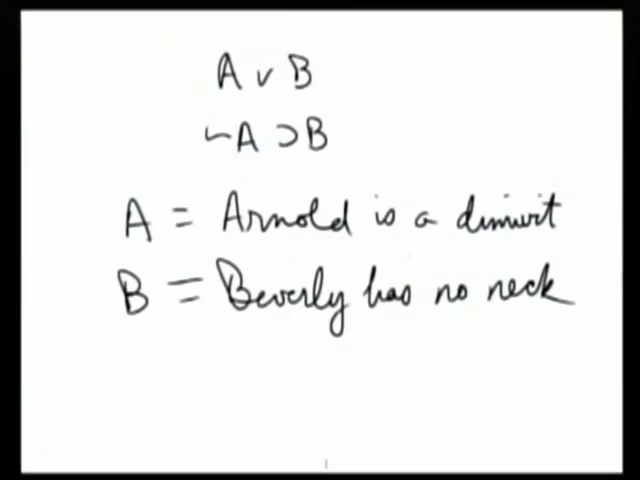 A ∨ B
~A ⊃ B
A = Arnold is a dimwit
B = Beverly has no neck